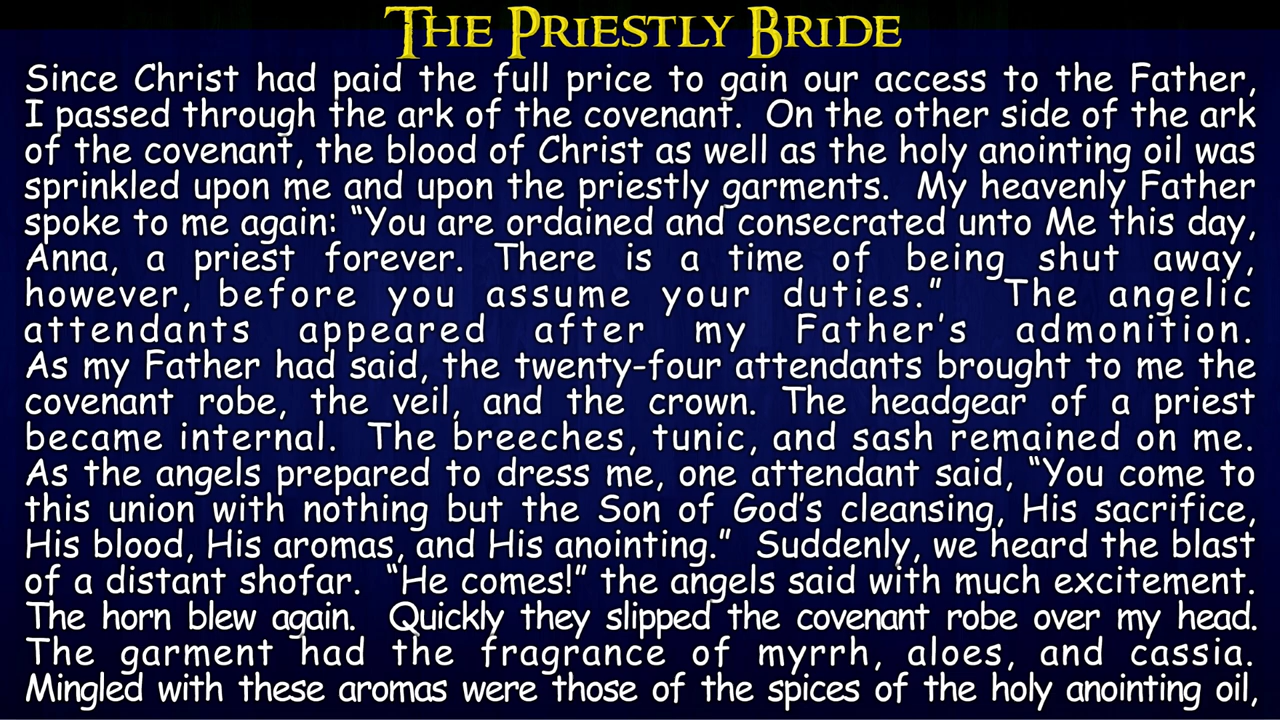 The Priestly Bride
Since Christ had paid the full price to gain our access to the Father,
I passed through the ark of the covenant.  On the other side of the ark
of the covenant, the blood of Christ as well as the holy anointing oil was
sprinkled upon me and upon the priestly garments.  My heavenly Father
spoke to me again: “You are ordained and consecrated unto Me this day,
Anna, a priest forever. There is a time of being shut away,
however, before you assume your duties.”  The angelic
attendants appeared after my Father’s admonition.
As my Father had said, the twenty-four attendants brought to me the
covenant robe, the veil, and the crown. The headgear of a priest
became internal.  The breeches, tunic, and sash remained on me.
As the angels prepared to dress me, one attendant said, “You come to
this union with nothing but the Son of God’s cleansing, His sacrifice,
His blood, His aromas, and His anointing.”  Suddenly, we heard the blast
of a distant shofar.  “He comes!” the angels said with much excitement.
The horn blew again.  Quickly they slipped the covenant robe over my head.
The garment had the fragrance of myrrh, aloes, and cassia.
Mingled with these aromas were those of the spices of the holy anointing oil,